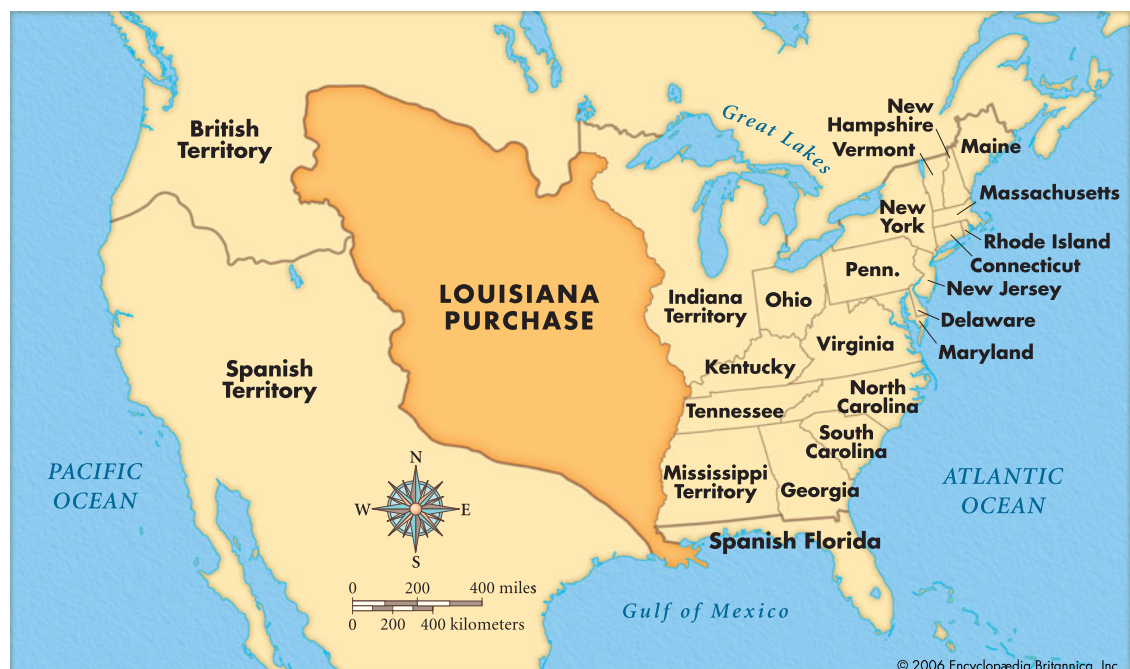 Great Lakes
New
Hampshire
Vermont
Maine
British
Territory
Massachusetts
New
York
Rhode Island
Connecticut
Penn.
New Jersey
LOUISIANA
PURCHASE
Indiana
Territory
Ohio
Delaware
Virginia
Maryland
Spanish
Territory
Kentucky
North
Carolina
Tennessee
South
Carolina
PACIFIC
OCEAN
N
W
E
S
Mississippi
Territory
Georgia
ATLANTIC
OCEAN
Spanish Florida
0 200 400 miles
0 200 400 kilometers
Gulf of Mexico
© 2006 Encyclopædia Britannica, Inc.